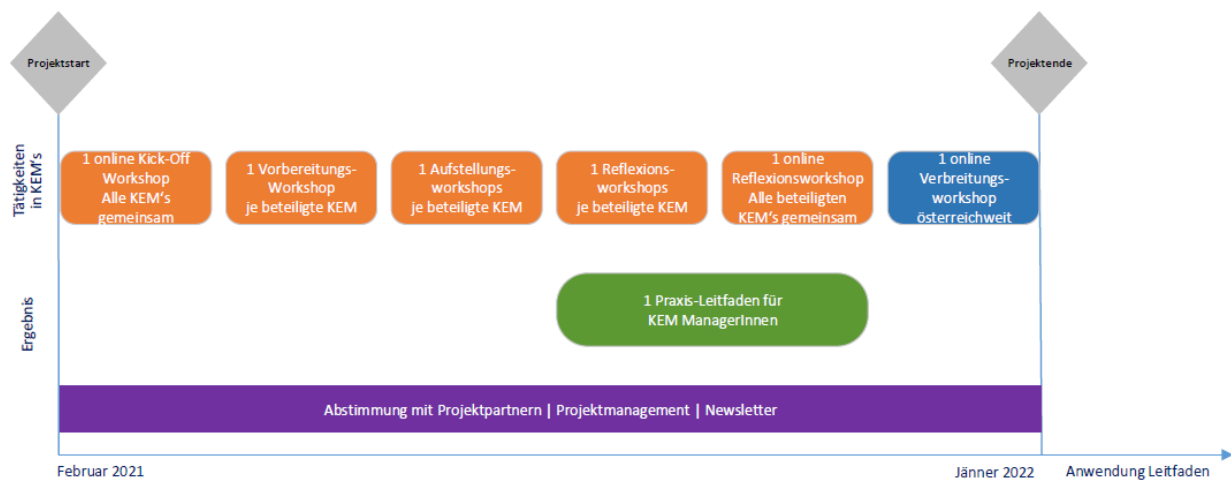 Projektstart
Projektende
Tätigkeiten
in KEM's
1 online Kick-Off
Workshop
Alle KEM's
gemeinsam
1 Vorbereitungs-
Workshop
je beteiligte KEM
1 Aufstellungs-
workshops
je beteiligte KEM
1 Reflexions-
workshops
je beteiligte KEM
1 online
Reflexionsworkshop
Alle beteiligten
KEM's gemeinsam
1 online
Verbreitungs-
workshop
österreichweit
Ergebnis
1 Praxis-Leitfaden für
KEM ManagerInnen
Abstimmung mit Projektpartnern | Projektmanagement | Newsletter
Februar 2021
Jänner 2022
Anwendung Leitfaden